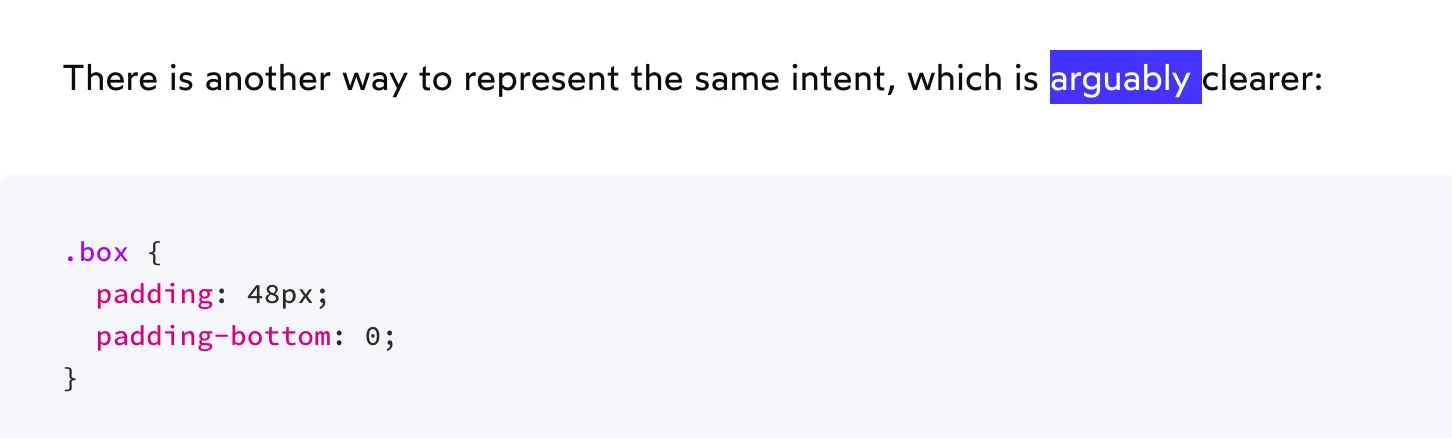 There is another way to represent the same intent, which is arguably clearer:
.box {
  padding: 48px;
  padding-bottom: 0;
}